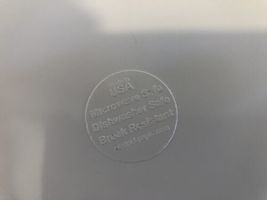 USA
Microwave Safe
Dishwasher Safe
Break Resistant